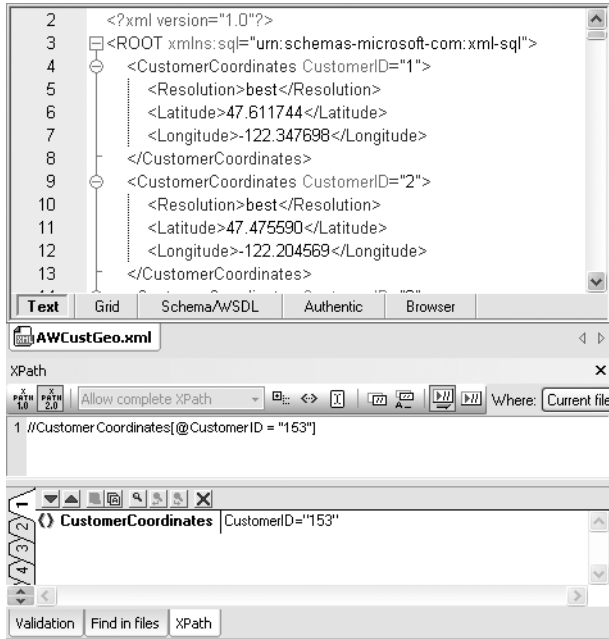 2 <?xml version="1.0"?>
3 <ROOT xmlns:sql="urn:schemas-microsoft-com:xml-sql">
4 <CustomerCoordinates CustomerID="1">
5 <Resolution>best</Resolution>
6 <Latitude>47.611744</Latitude>
7 <Longitude>-122.347698</Longitude>
8 </CustomerCoordinates>
9 <CustomerCoordinates CustomerID="2">
10 <Resolution>best</Resolution>
11 <Latitude>47.475590</Latitude>
12 <Longitude>-122.204569</Longitude>
13 </CustomerCoordinates>
Text Grid Schema/WSDL Authentic Browser
AWCustGeo.xml
XPath
XPATH 1.0 XPATH 2.0 Allow complete XPath Where: Current file
1 //CustomerCoordinates[@CustomerID = "153"]
1 2 3 4
() CustomerCoordinates CustomerID="153"
Validation Find in files XPath